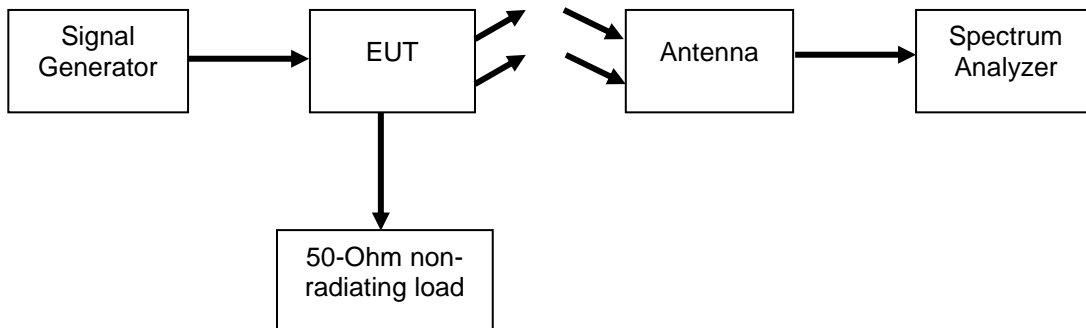 Signal
Generator
EUT
Antenna
Spectrum
Analyzer
50-Ohm non-
radiating load